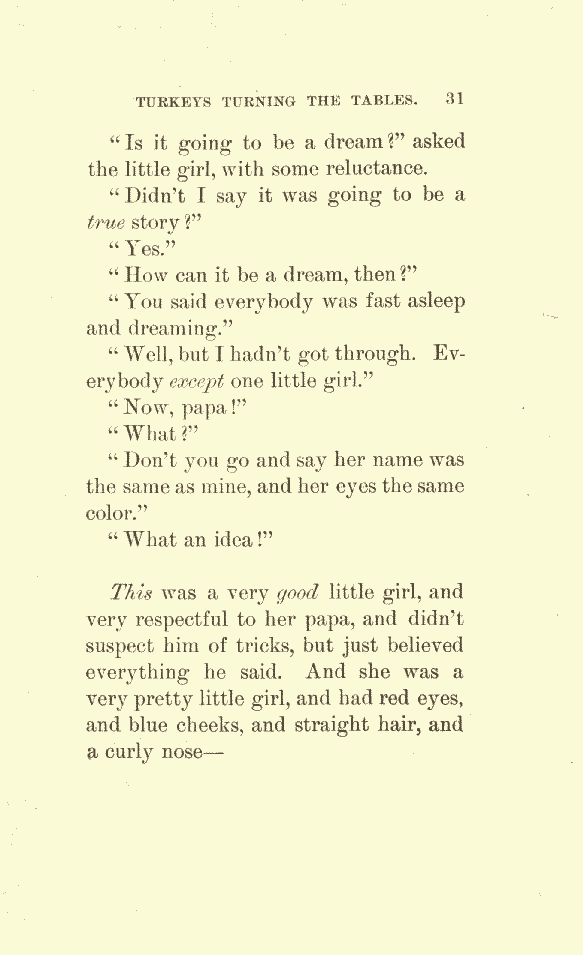 TURKEYS TURNING THE TABLES. 31
"Is it going to be a dream?" asked
the little girl, with some reluctance.
"Didn't I say it was going to be a
true story?"
"Yes."
"How can it be a dream, then?"
"You said everybody was fast asleep
and dreaming."
"Well, but I hadn't got through. Ev-
erybody except one little girl."
"Now, papa!"
"What?"
"Don't you go and say her name was
the same as mine, and her eyes the same
color."
"What an idea!"
This was a very good little girl, and
very respectful to her papa, and didn't
suspect him of tricks, but just believed
everything he said. And she was a
very pretty little girl, and had red eyes,
and blue cheeks, and straight hair, and
a curly nose—